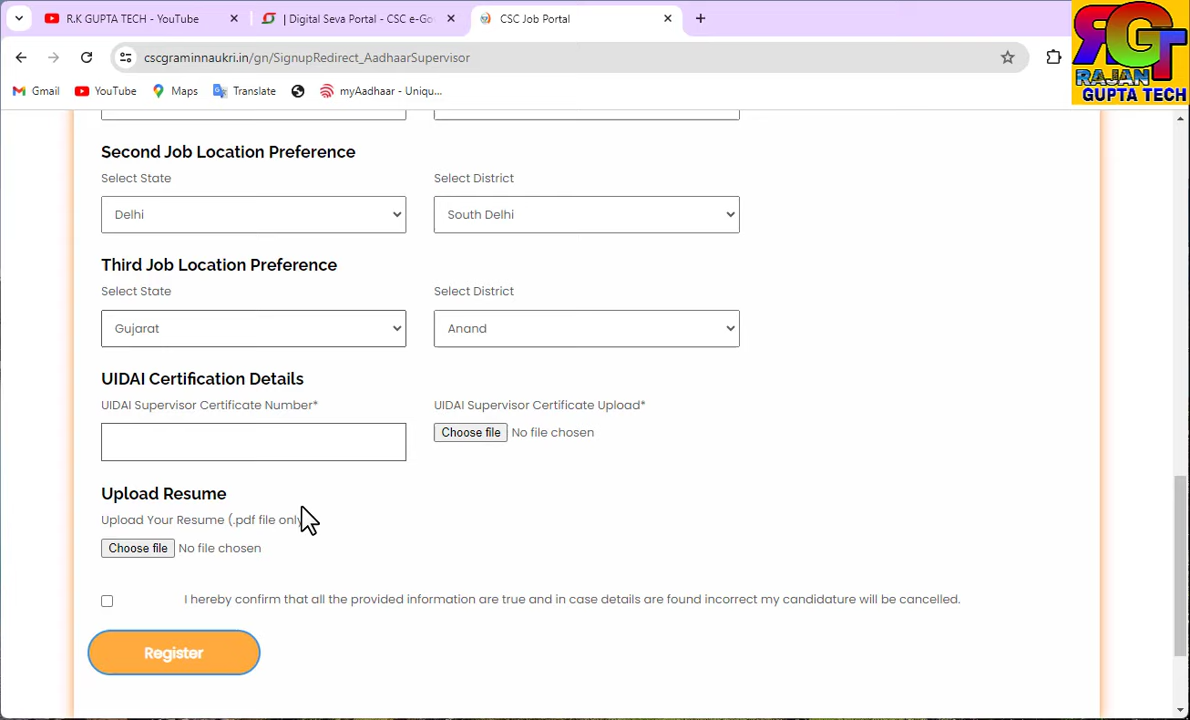 R.K GUPTA TECH - YouTube
| Digital Seva Portal - CSC e-Go
CSC Job Portal
cscgraminnaukri.in/gn/SignupRedirect_AadhaarSupervisor
Gmail
YouTube
Maps
Translate
myAadhaar - Uniqu...
RGT
RAJAN
GUPTA TECH
Second Job Location Preference
Select State
Select District
Delhi
South Delhi
Third Job Location Preference
Select State
Select District
Gujarat
Anand
UIDAI Certification Details
UIDAI Supervisor Certificate Number*
UIDAI Supervisor Certificate Upload*
Choose file No file chosen
Upload Resume
Upload Your Resume (.pdf file only
Choose file No file chosen
I hereby confirm that all the provided information are true and in case details are found incorrect my candidature will be cancelled.
Register